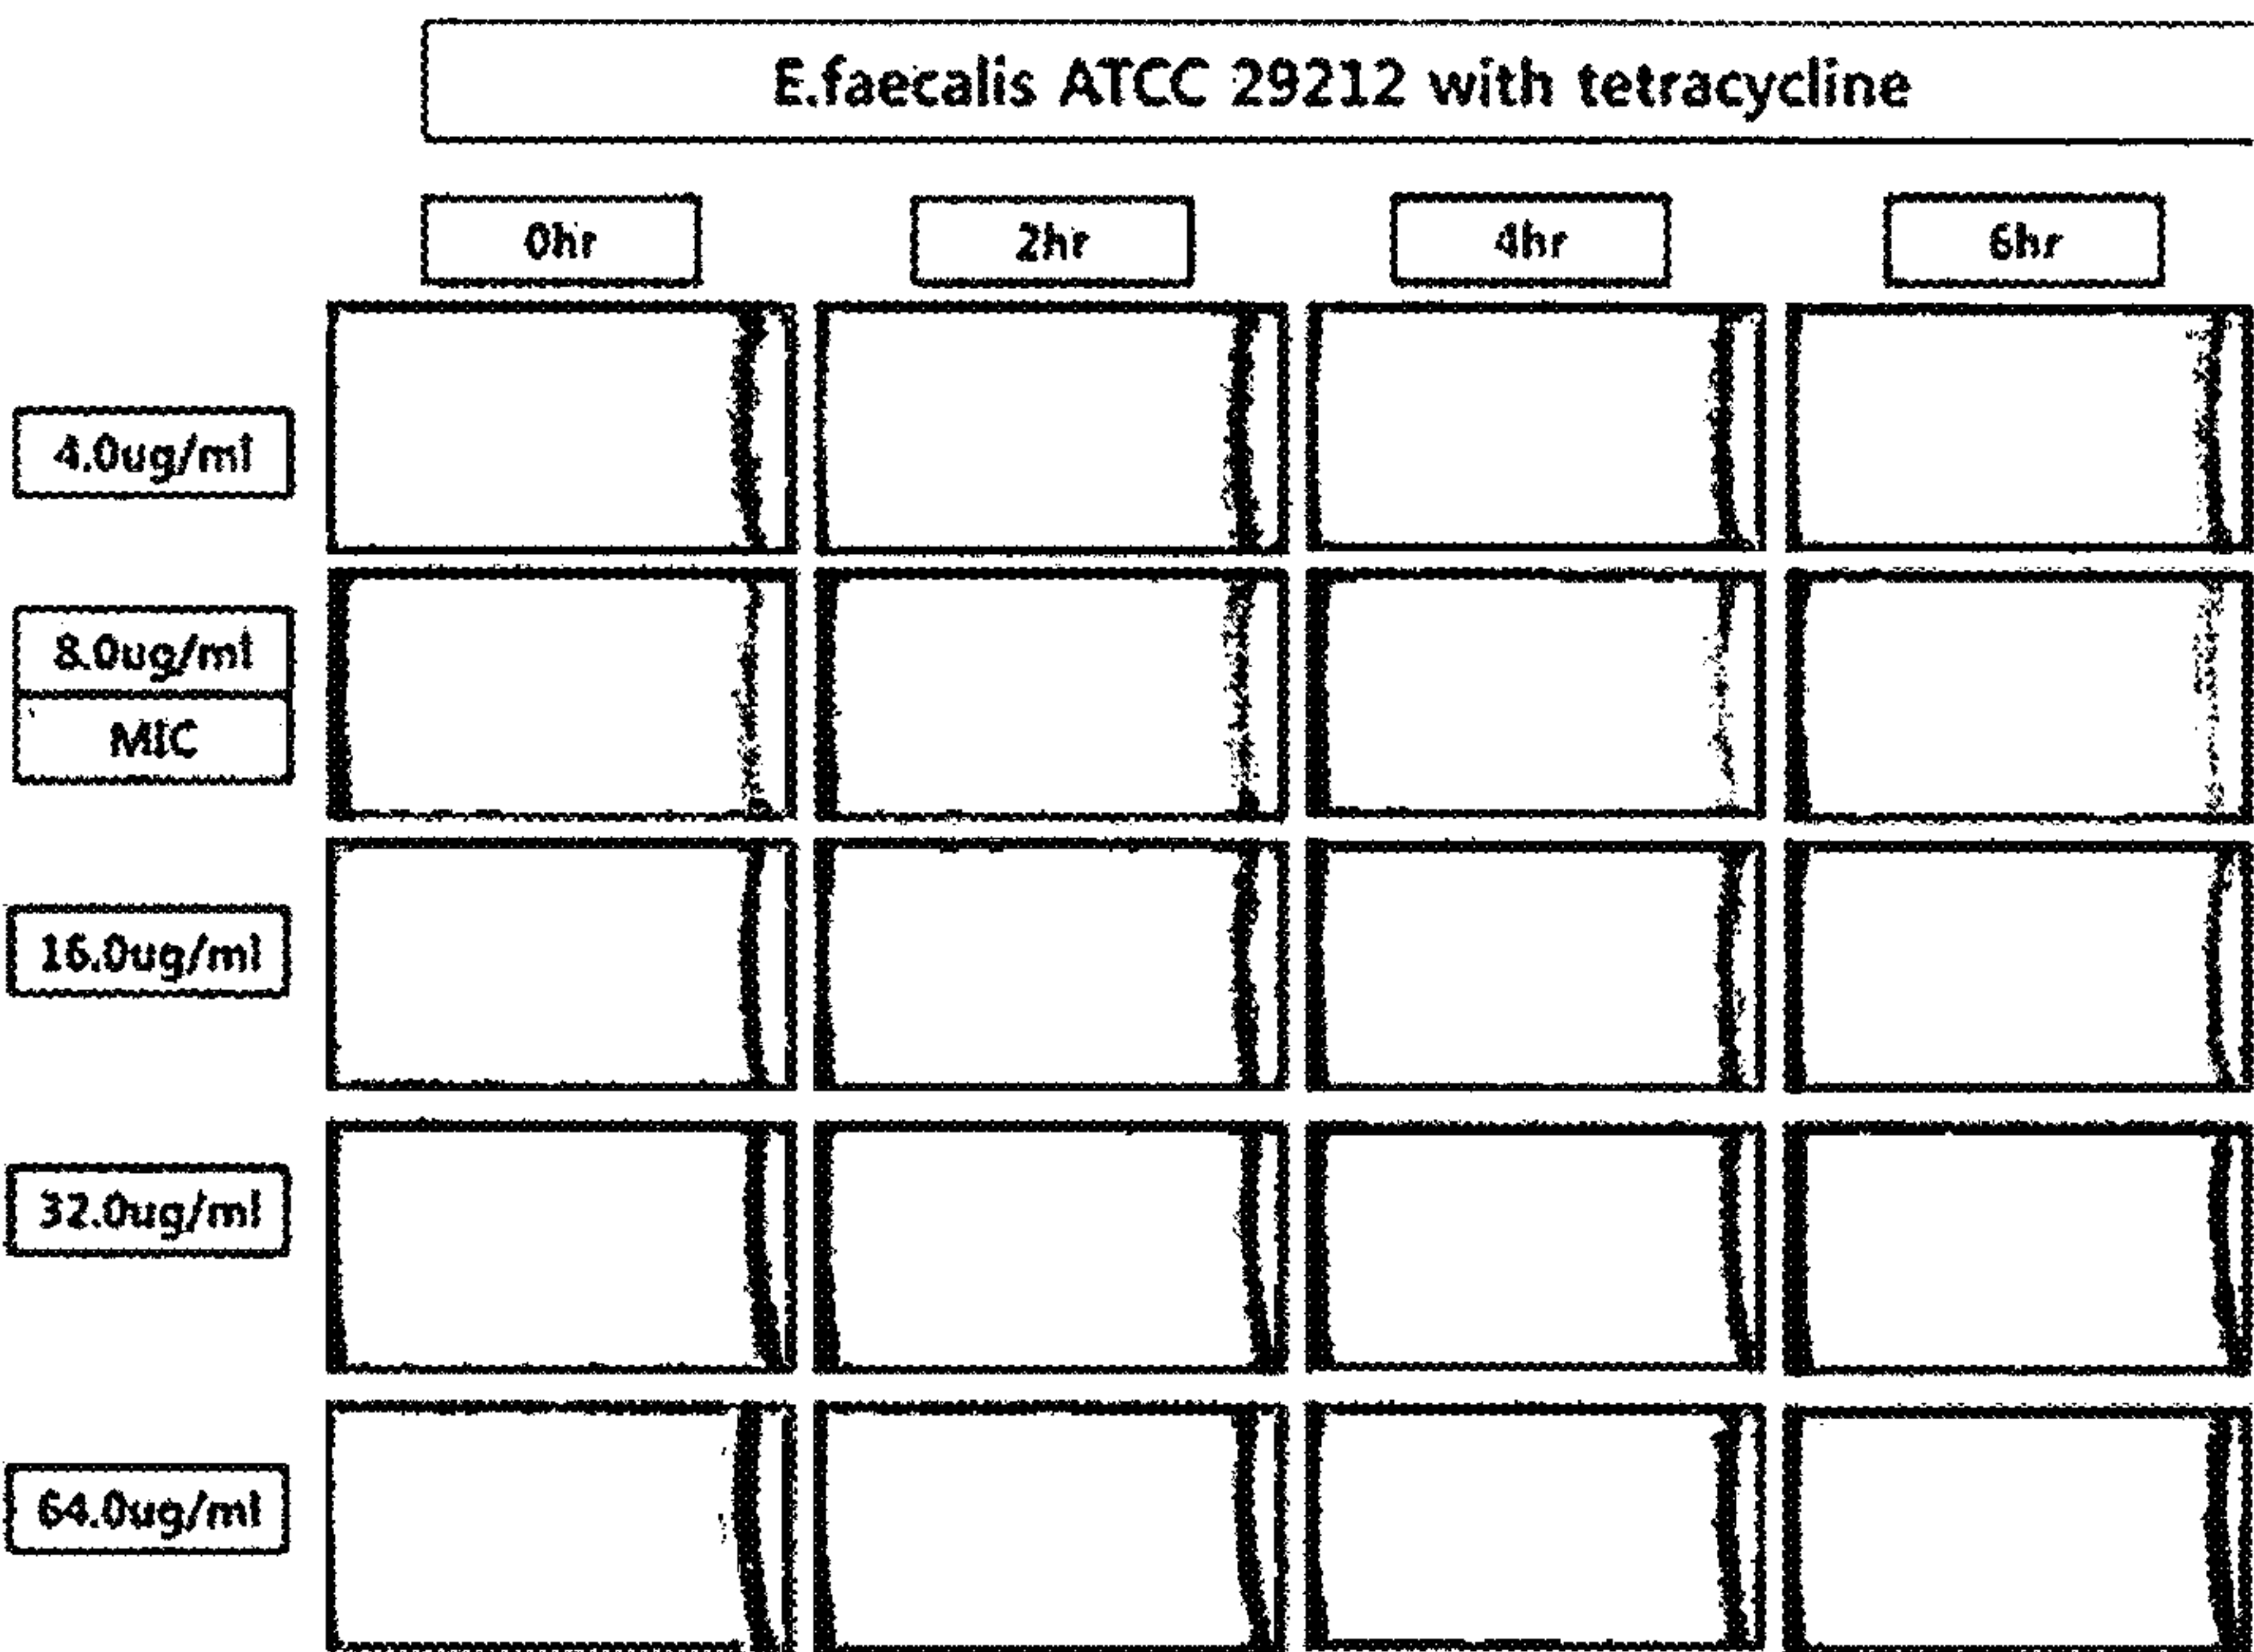 E.faecalis ATCC 29212 with tetracycline
0hr 2hr 4hr 6hr
4.0ug/ml
8.0ug/ml
MIC
16.0ug/ml
32.0ug/ml
64.0ug/ml